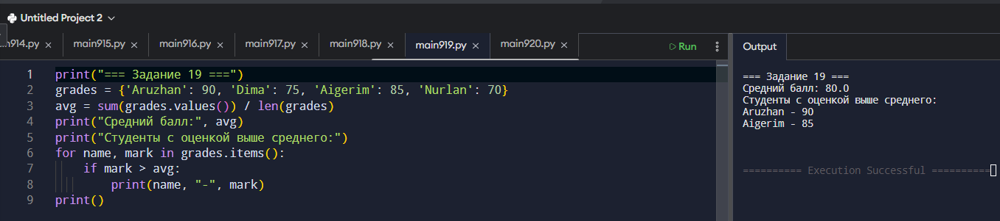 Untitled Project 2
914.py × main915.py × main916.py × main917.py × main918.py × main919.py × main920.py × Run Output
1 print("=== Задание 19 ===")
2 grades = {'Aruzhan': 90, 'Dima': 75, 'Aigerim': 85, 'Nurlan': 70}
3 avg = sum(grades.values()) / len(grades)
4 print("Средний балл:", avg)
5 print("Студенты с оценкой выше среднего:")
6 for name, mark in grades.items():
7     if mark > avg:
8         print(name, "-", mark)
9 print()
=== Задание 19 ===
Средний балл: 80.0
Студенты с оценкой выше среднего:
Aruzhan - 90
Aigerim - 85
========== Execution Successful ==========